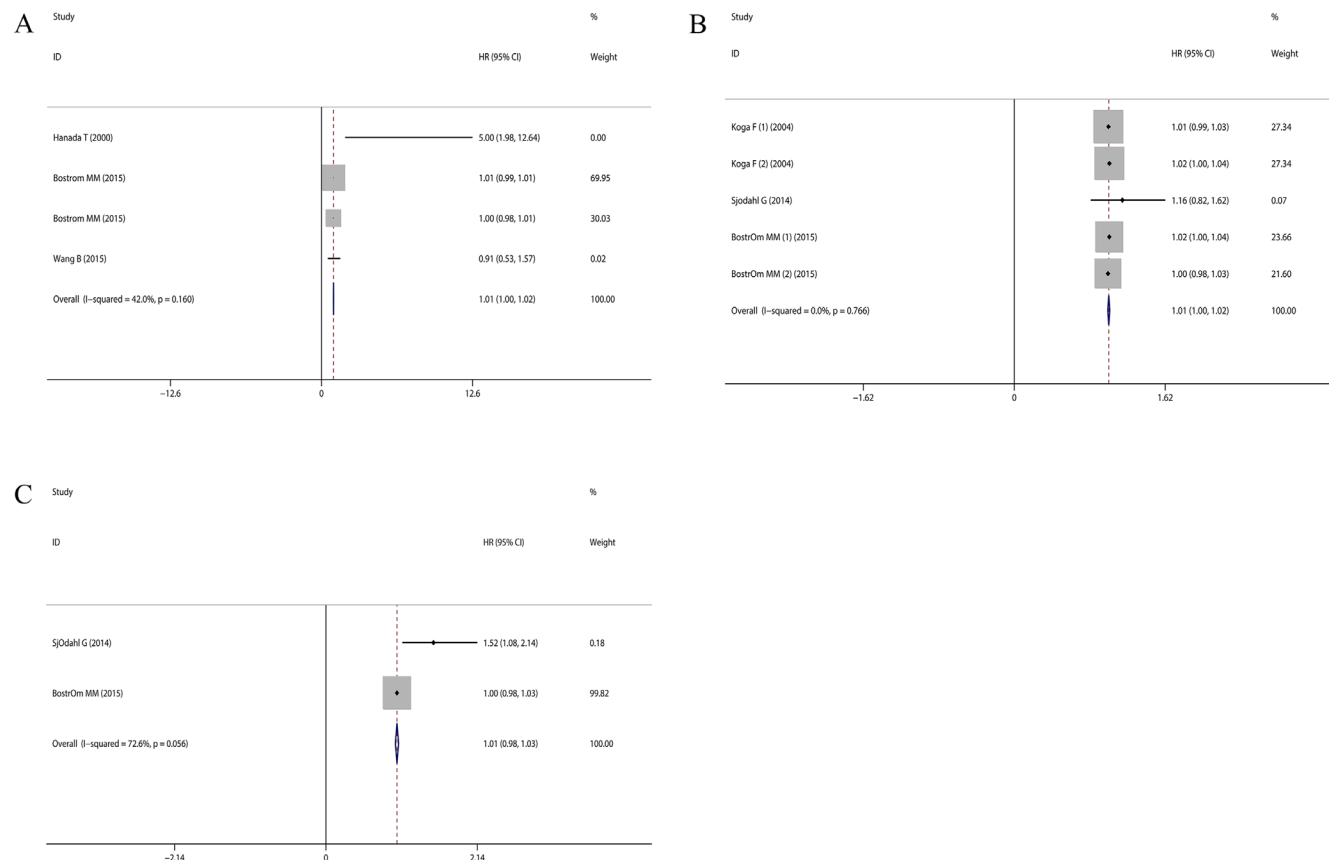 A
Study %
ID HR (95% CI) Weight
Hanada T (2000) 5.00 (1.98, 12.64) 0.00
Bostrom MM (2015) 1.01 (0.99, 1.01) 69.95
Bostrom MM (2015) 1.00 (0.98, 1.01) 30.03
Wang B (2015) 0.91 (0.53, 1.57) 0.02
Overall (I−squared = 42.0%, p = 0.160) 1.01 (1.00, 1.02) 100.00
−12.6 0 12.6
B
Study %
ID HR (95% CI) Weight
Koga F (1) (2004) 1.01 (0.99, 1.03) 27.34
Koga F (2) (2004) 1.02 (1.00, 1.04) 27.34
Sjodahl G (2014) 1.16 (0.82, 1.62) 0.07
BostrOm MM (1) (2015) 1.02 (1.00, 1.04) 23.66
BostrOm MM (2) (2015) 1.00 (0.98, 1.03) 21.60
Overall (I−squared = 0.0%, p = 0.766) 1.01 (1.00, 1.02) 100.00
−1.62 0 1.62
C
Study %
ID HR (95% CI) Weight
SjOdahl G (2014) 1.52 (1.08, 2.14) 0.18
BostrOm MM (2015) 1.00 (0.98, 1.03) 99.82
Overall (I−squared = 72.6%, p = 0.056) 1.01 (0.98, 1.03) 100.00
−2.14 0 2.14